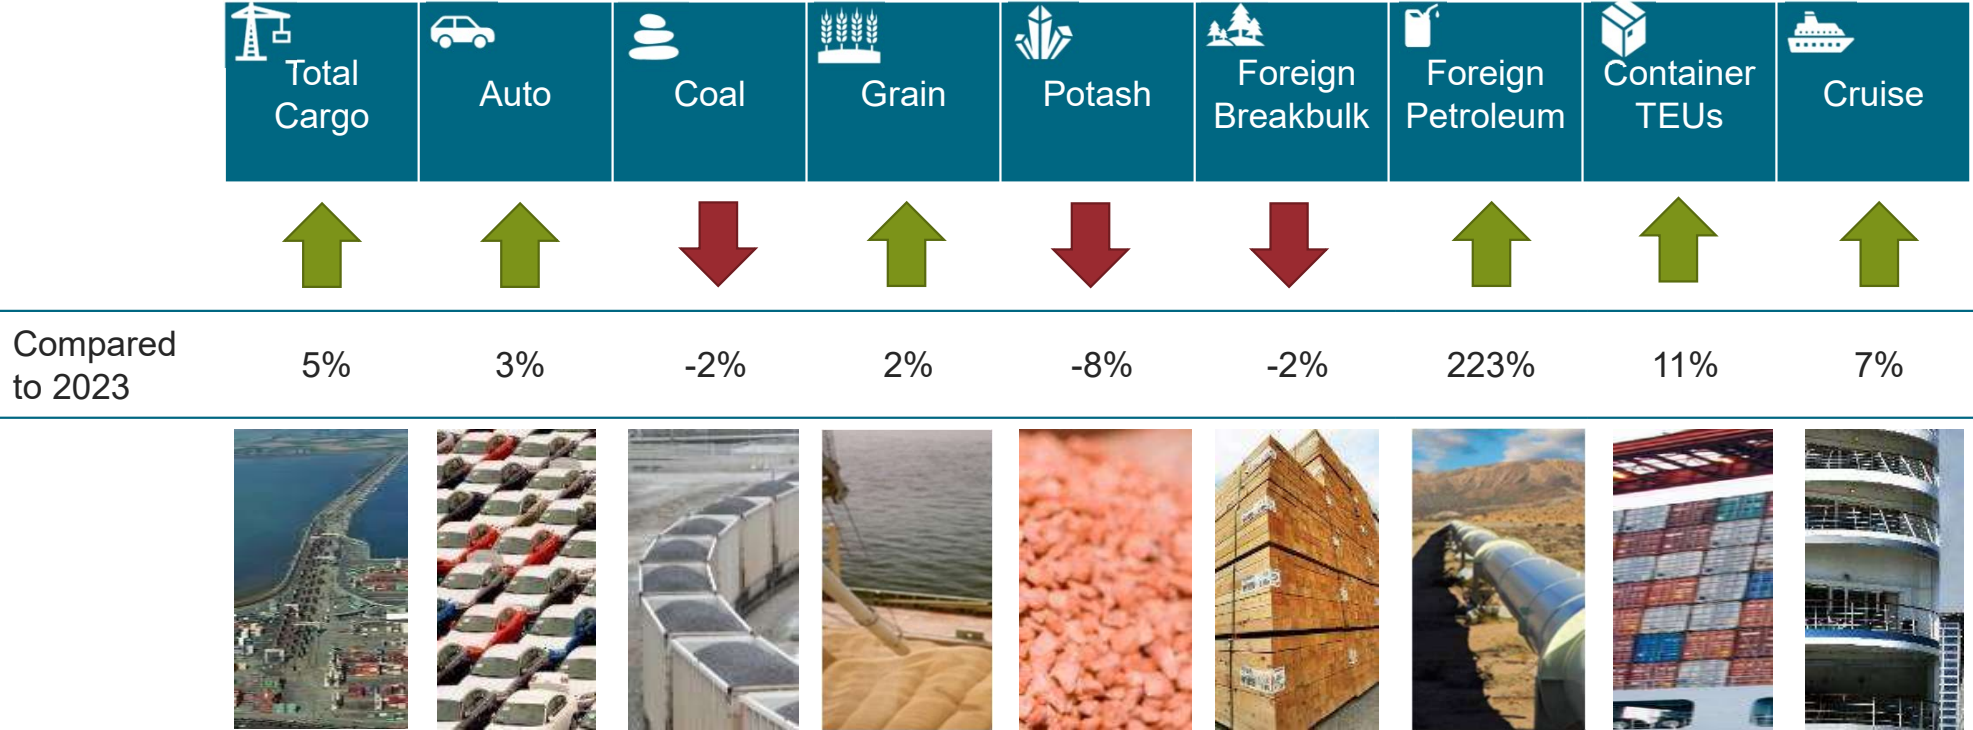 Total
Cargo
Auto
Coal
Grain
Potash
Foreign
Breakbulk
Foreign
Petroleum
Container
TEUs
Cruise
Compared
to 2023
5%
3%
-2%
2%
-8%
-2%
223%
11%
7%